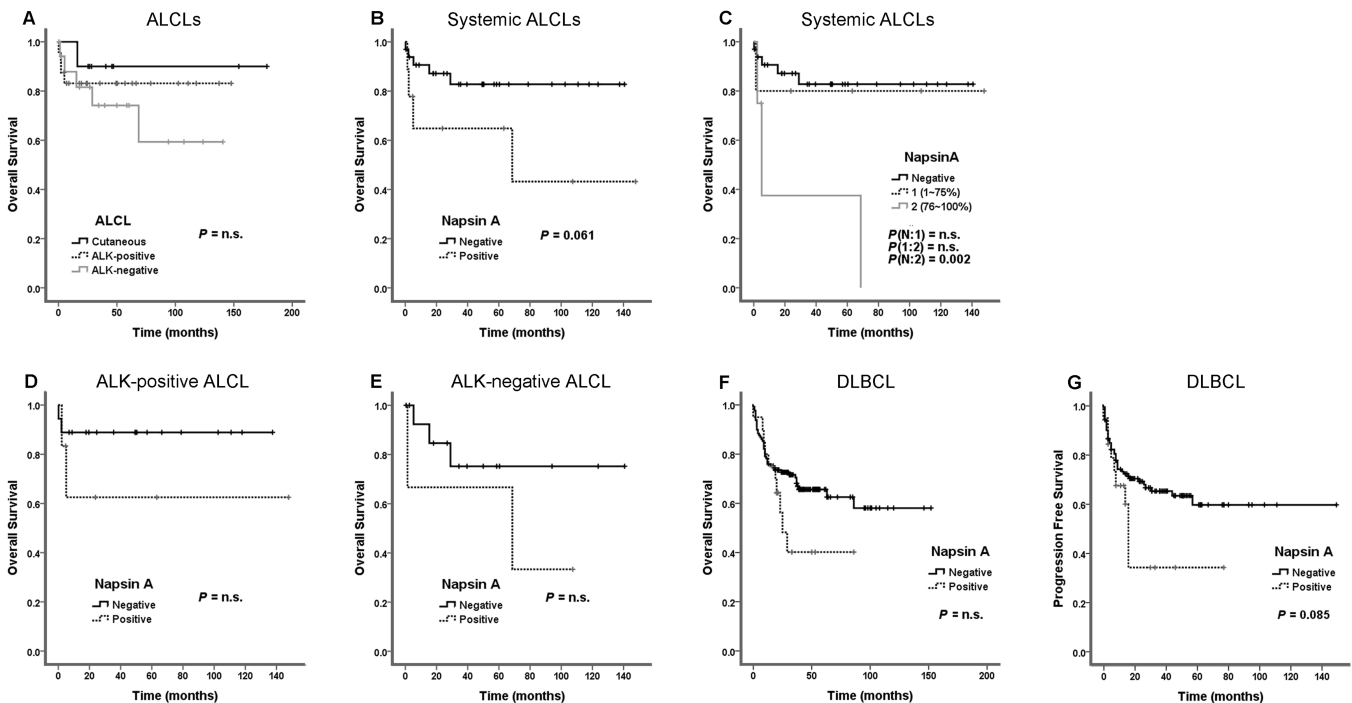 A ALCLs
Overall Survival
1.0
0.8
0.6
0.4
0.2
0.0
ALCL
Cutaneous
ALK-positive
ALK-negative
P = n.s.
0 50 100 150 200
Time (months)
B Systemic ALCLs
Overall Survival
1.0
0.8
0.6
0.4
0.2
0.0
Napsin A
Negative
Positive
P = 0.061
0 20 40 60 80 100 120 140
Time (months)
C Systemic ALCLs
Overall Survival
1.0
0.8
0.6
0.4
0.2
0.0
NapsinA
Negative
1 (1~75%)
2 (76~100%)
P(N:1) = n.s.
P(1:2) = n.s.
P(N:2) = 0.002
0 20 40 60 80 100 120 140
Time (months)
D ALK-positive ALCL
Overall Survival
1.0
0.8
0.6
0.4
0.2
0.0
Napsin A
Negative
Positive
P = n.s.
0 20 40 60 80 100 120 140
Time (months)
E ALK-negative ALCL
Overall Survival
1.0
0.8
0.6
0.4
0.2
0.0
Napsin A
Negative
Positive
P = n.s.
0 20 40 60 80 100 120 140
Time (months)
F DLBCL
Overall Survival
1.0
0.8
0.6
0.4
0.2
0.0
Napsin A
Negative
Positive
P = n.s.
0 50 100 150 200
Time (months)
G DLBCL
Progression Free Survival
1.0
0.8
0.6
0.4
0.2
0.0
Napsin A
Negative
Positive
P = 0.085
0 20 40 60 80 100 120 140
Time (months)